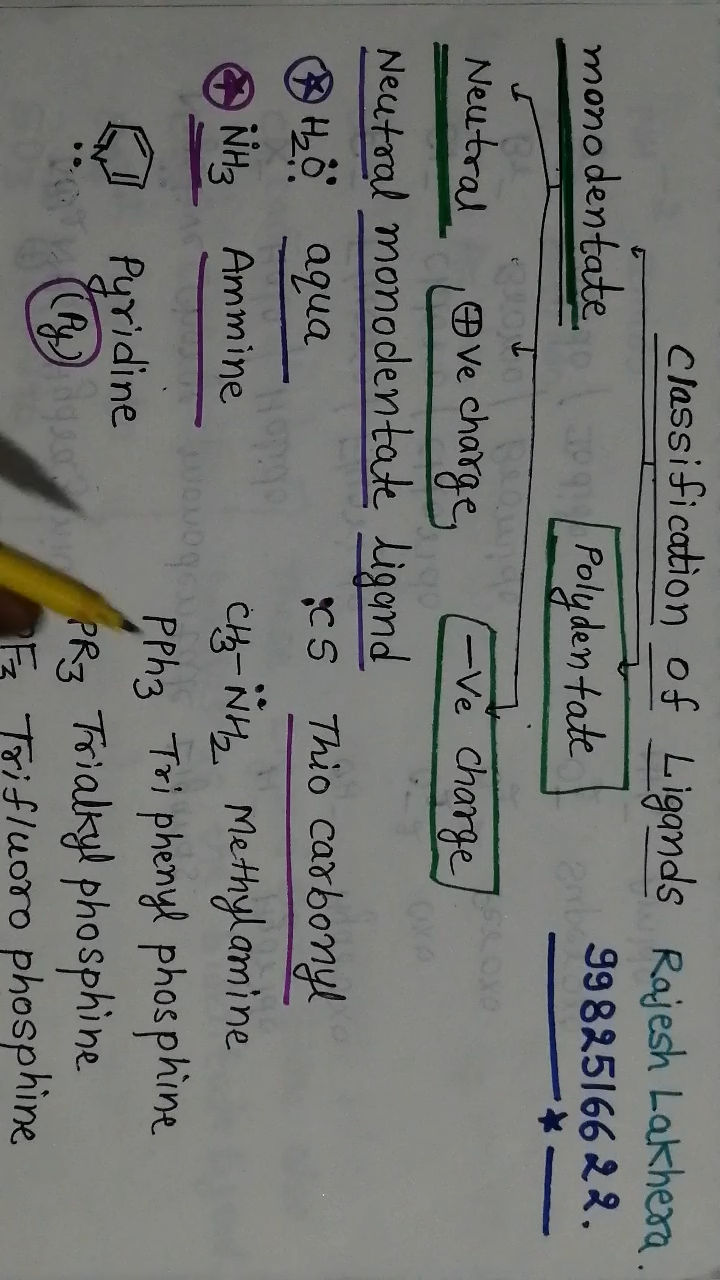 Classification of Ligands
Rajesh Lakhera.
9982516622.
monodentate
Polydentate
Neutral
⊕ve charge
-Ve charge
Neutral monodentate ligand
H2O aqua
:CS Thio carbonyl
NH3 Ammine
CH3-NH2 Methylamine
N Pyridine
(Py)
PPh3 Triphenyl phosphine
PR3 Trialkyl phosphine
PF3 Trifluoro phosphine